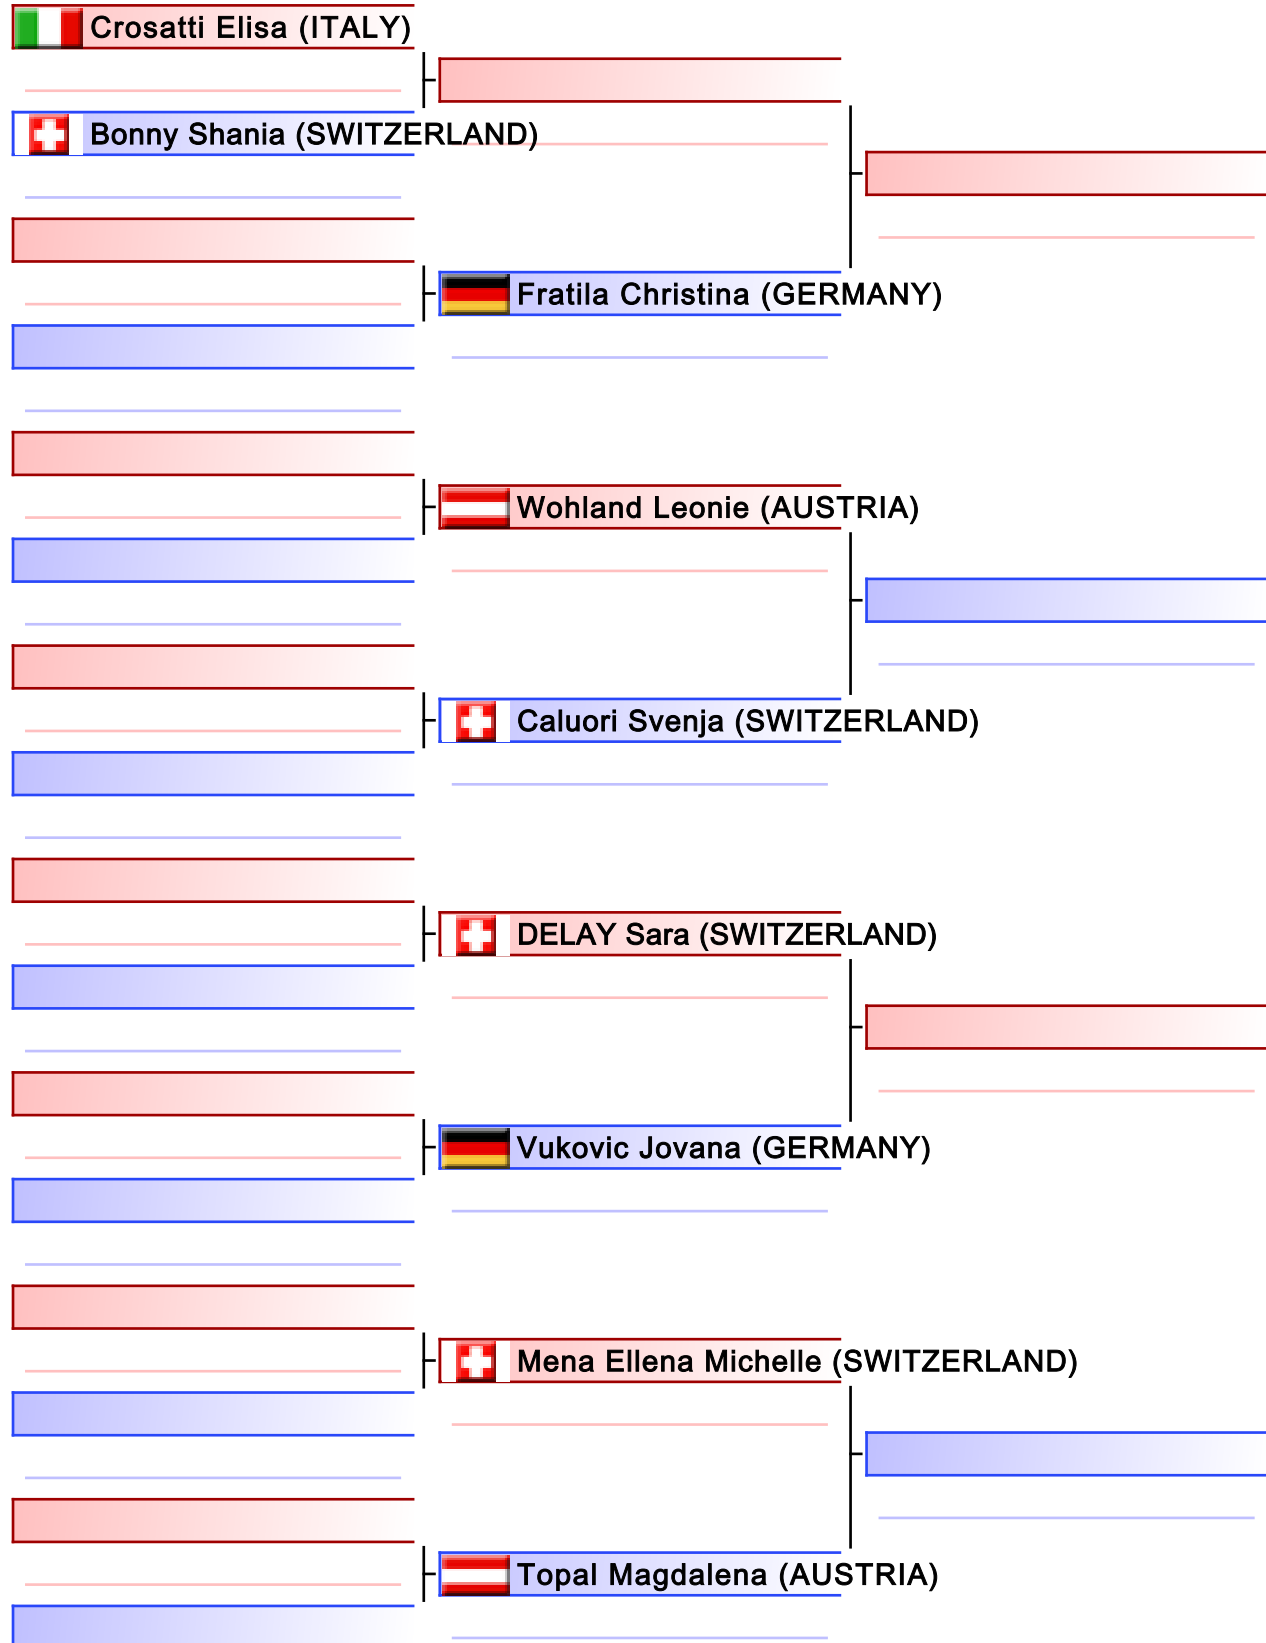 Crosatti Elisa (ITALY)
Bonny Shania (SWITZERLAND)
Fratila Christina (GERMANY)
Wohland Leonie (AUSTRIA)
Caluori Svenja (SWITZERLAND)
DELAY Sara (SWITZERLAND)
Vukovic Jovana (GERMANY)
Mena Ellena Michelle (SWITZERLAND)
Topal Magdalena (AUSTRIA)